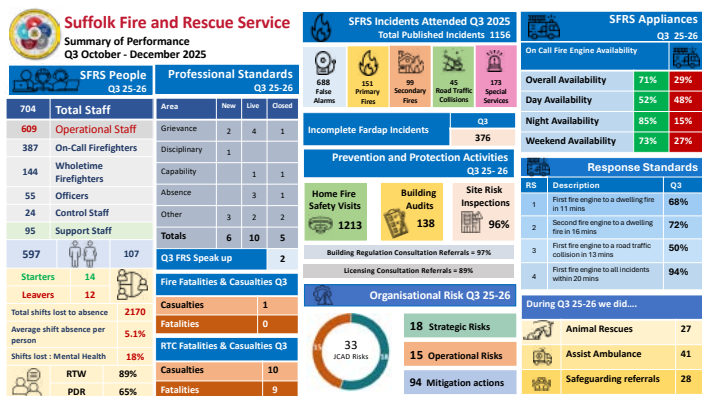 Suffolk Fire and Rescue Service
Summary of Performance
Q3 October - December 2025
SFRS People
Q3 25-26
704 Total Staff
609 Operational Staff
387 On-Call Firefighters
144 Wholetime Firefighters
55 Officers
24 Control Staff
95 Support Staff
597 107
Starters 14
Leavers 12
Total shifts lost to absence 2170
Average shift absence per person 5.1%
Shifts lost : Mental Health 18%
RTW 89%
PDR 65%
Professional Standards
Q3 25-26
Area New Live Closed
Grievance 2 4 1
Disciplinary 1
Capability 1 1
Absence 3 1
Other 3 2 2
Totals 6 10 5
Q3 FRS Speak up 2
Fire Fatalities & Casualties Q3
Casualties 1
Fatalities 0
RTC Fatalities & Casualties Q3
Casualties 10
Fatalities 9
SFRS Incidents Attended Q3 2025
Total Published Incidents 1156
688 False Alarms
151 Primary Fires
99 Secondary Fires
45 Road Traffic Collisions
173 Special Services
Incomplete Fardap Incidents
Q3
376
Prevention and Protection Activities
Q3 25- 26
Home Fire Safety Visits
1213
Building Audits
138
Site Risk Inspections
96%
Building Regulation Consultation Referrals = 97%
Licensing Consultation Referrals = 89%
Organisational Risk Q3 25-26
33
JCAD Risks
15
18
18 Strategic Risks
15 Operational Risks
94 Mitigation actions
SFRS Appliances
Q3 25-26
On Call Fire Engine Availability
Overall Availability 71% 29%
Day Availability 52% 48%
Night Availability 85% 15%
Weekend Availability 73% 27%
Response Standards
RS Description Q3
1 First fire engine to a dwelling fire in 11 mins 68%
2 Second fire engine to a dwelling fire in 16 mins 72%
3 First fire engine to a road traffic collision in 13 mins 50%
4 First fire engine to all incidents within 20 mins 94%
During Q3 25-26 we did....
Animal Rescues 27
Assist Ambulance 41
Safeguarding referrals 28